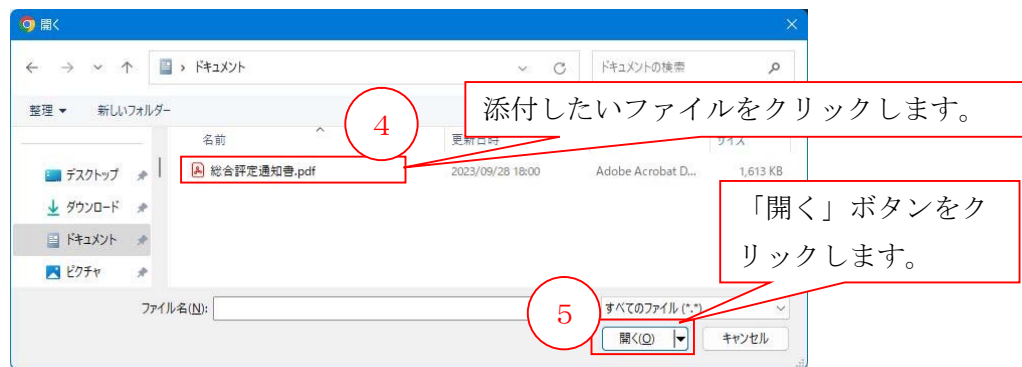 開く
ドキュメント
ドキュメントの検索
整理 新しいフォルダー
添付したいファイルをクリックします。
4
名前 更新日時 サイズ
デスクトップ
総合評定通知書.pdf 2023/09/28 18:00 Adobe Acrobat D... 1,613 KB
ダウンロード
ドキュメント
ピクチャ
「開く」ボタンをク
リックします。
ファイル名(N):
すべてのファイル (*.*)
5
開く(O) キャンセル